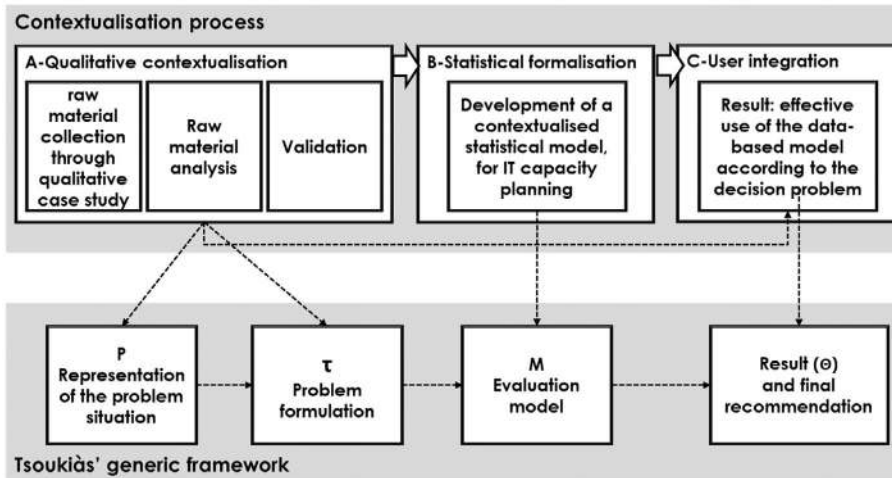 Contextualisation process
A-Qualitative contextualisation
raw
material
collection
through
qualitative
case study
Raw
material
analysis
Validation
B-Statistical formalisation
Development of a
contextualised
statistical model,
for IT capacity
planning
C-User integration
Result: effective
use of the data-
based model
according to the
decision problem
P
Representation
of the problem
situation
τ
Problem
formulation
M
Evaluation
model
Result (Θ)
and final
recommendation
Tsoukiàs' generic framework